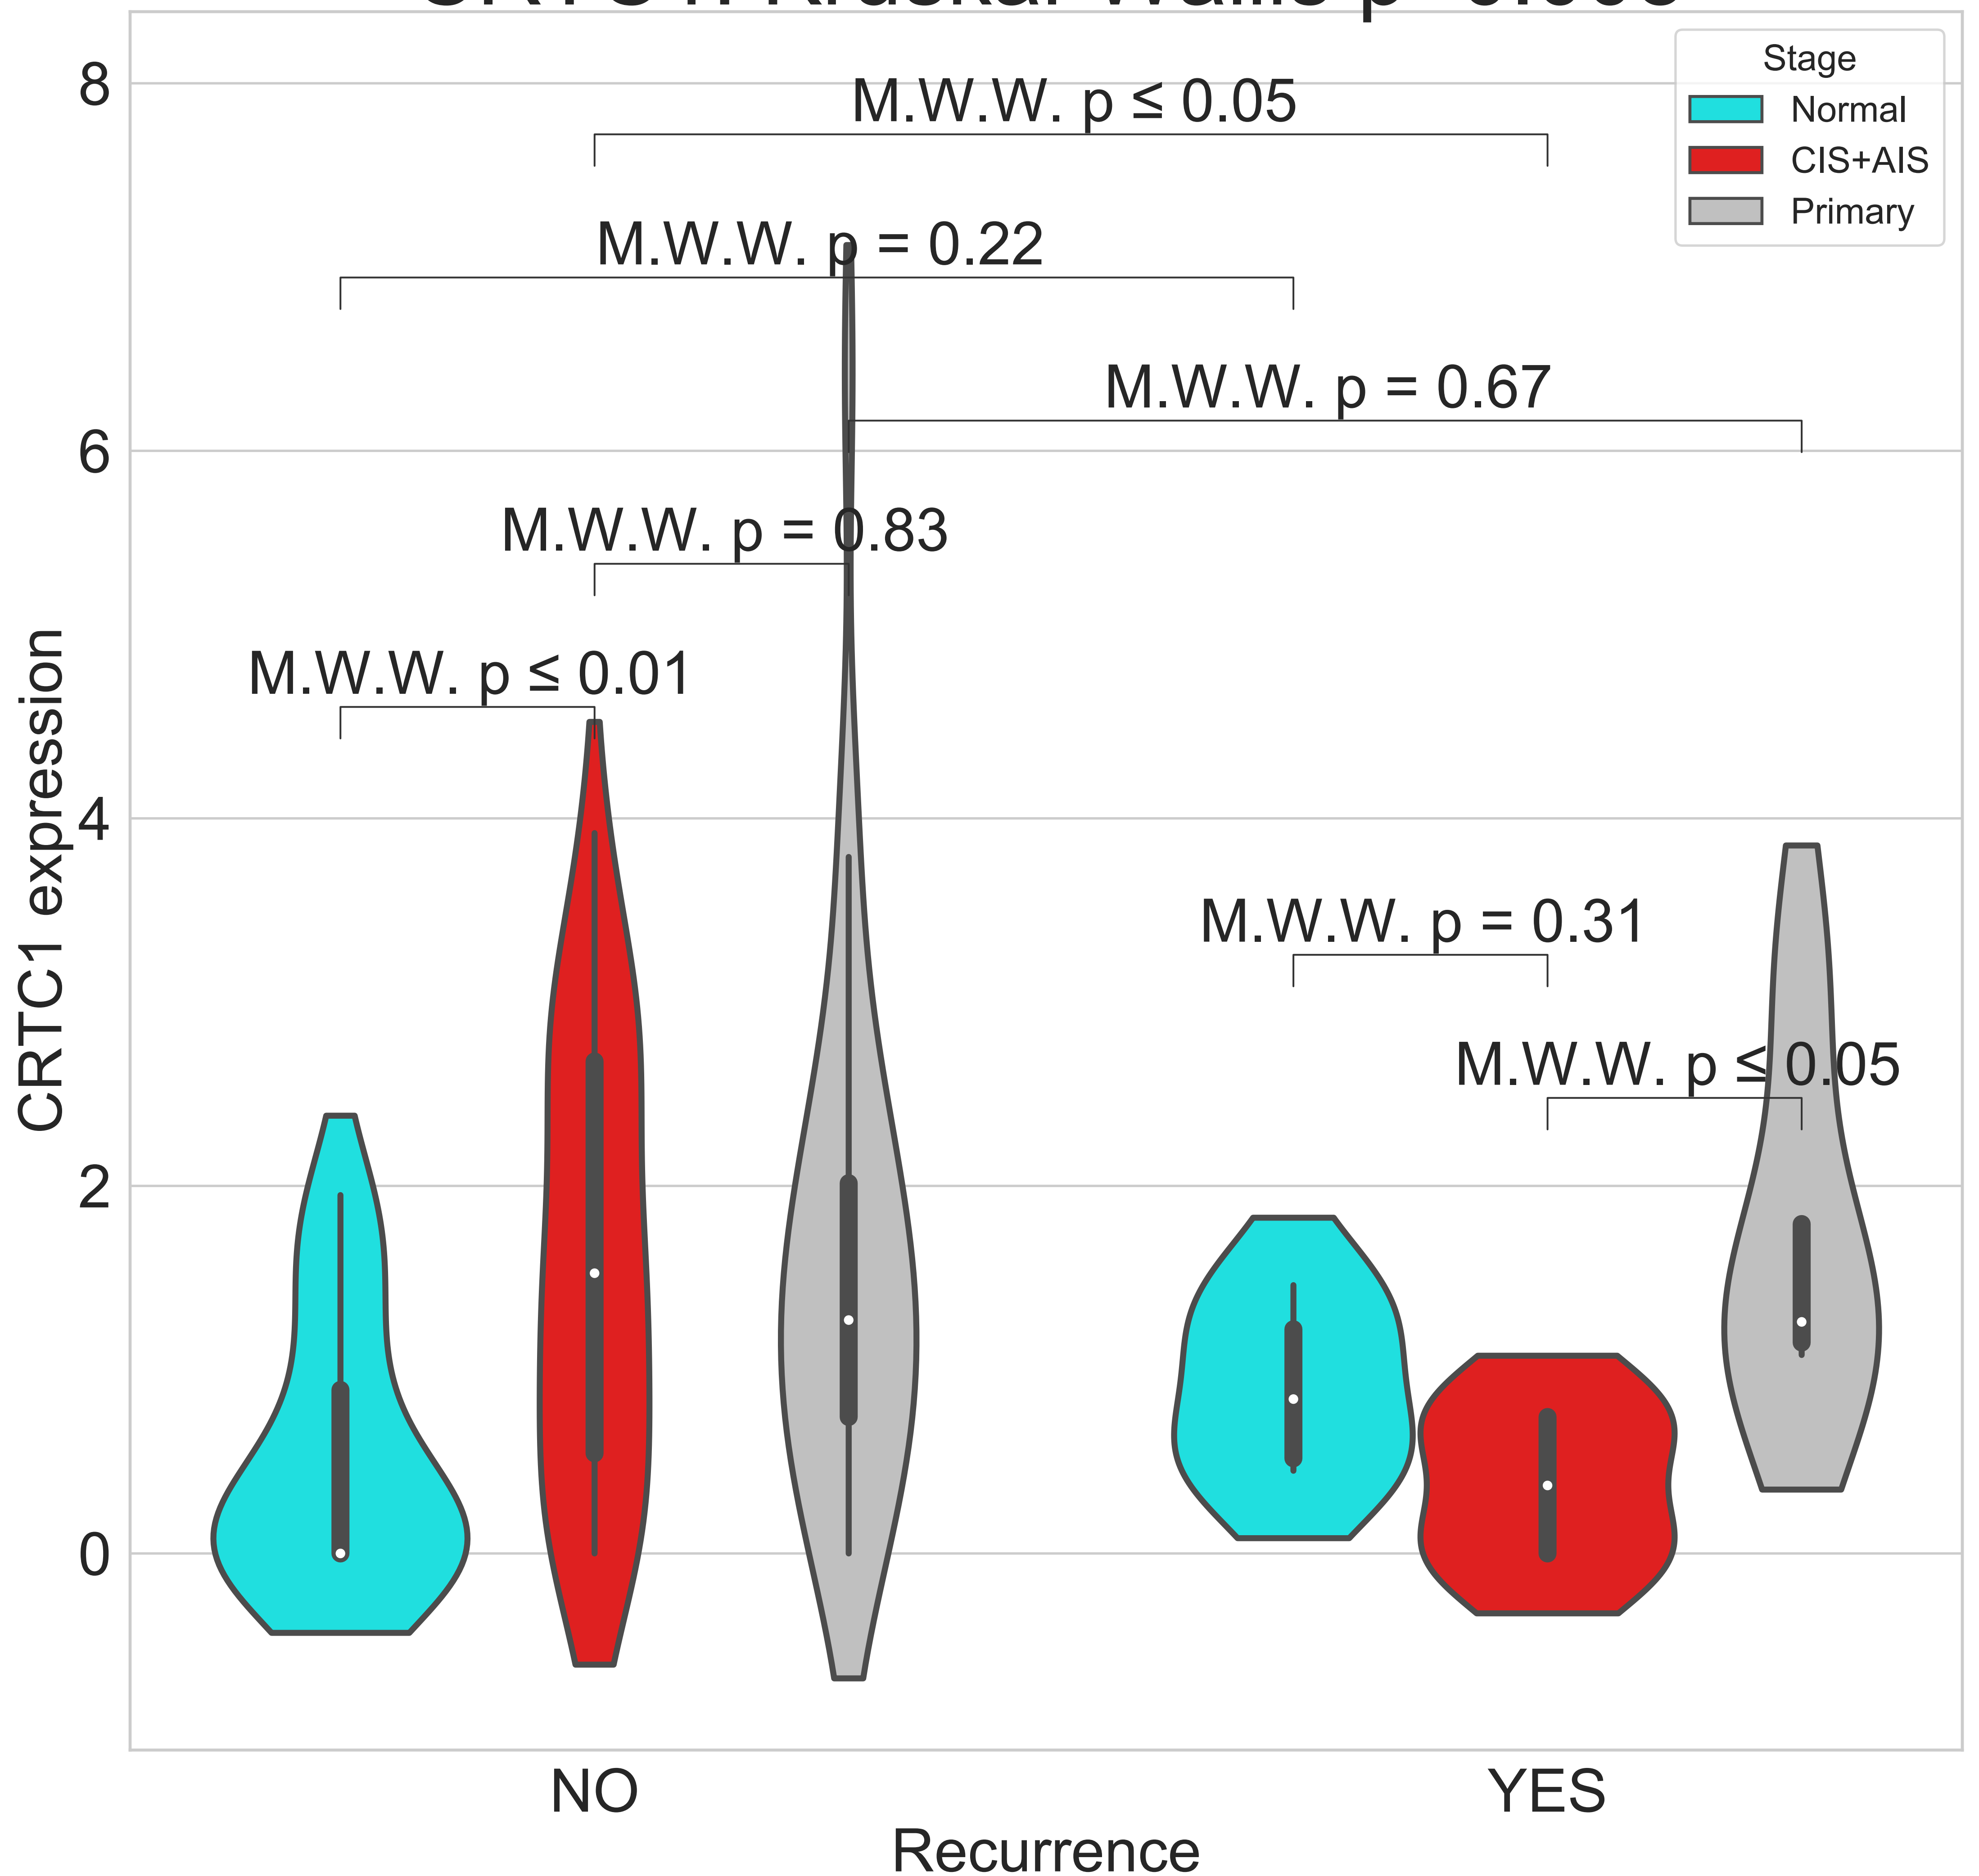 Stage
Normal
CIS+AIS
Primary
M.W.W. p ≤ 0.05
M.W.W. p = 0.22
M.W.W. p = 0.67
M.W.W. p = 0.83
M.W.W. p ≤ 0.01
M.W.W. p = 0.31
M.W.W. p ≤ 0.05
8
6
4
2
0
CRTC1 expression
NO
YES
Recurrence